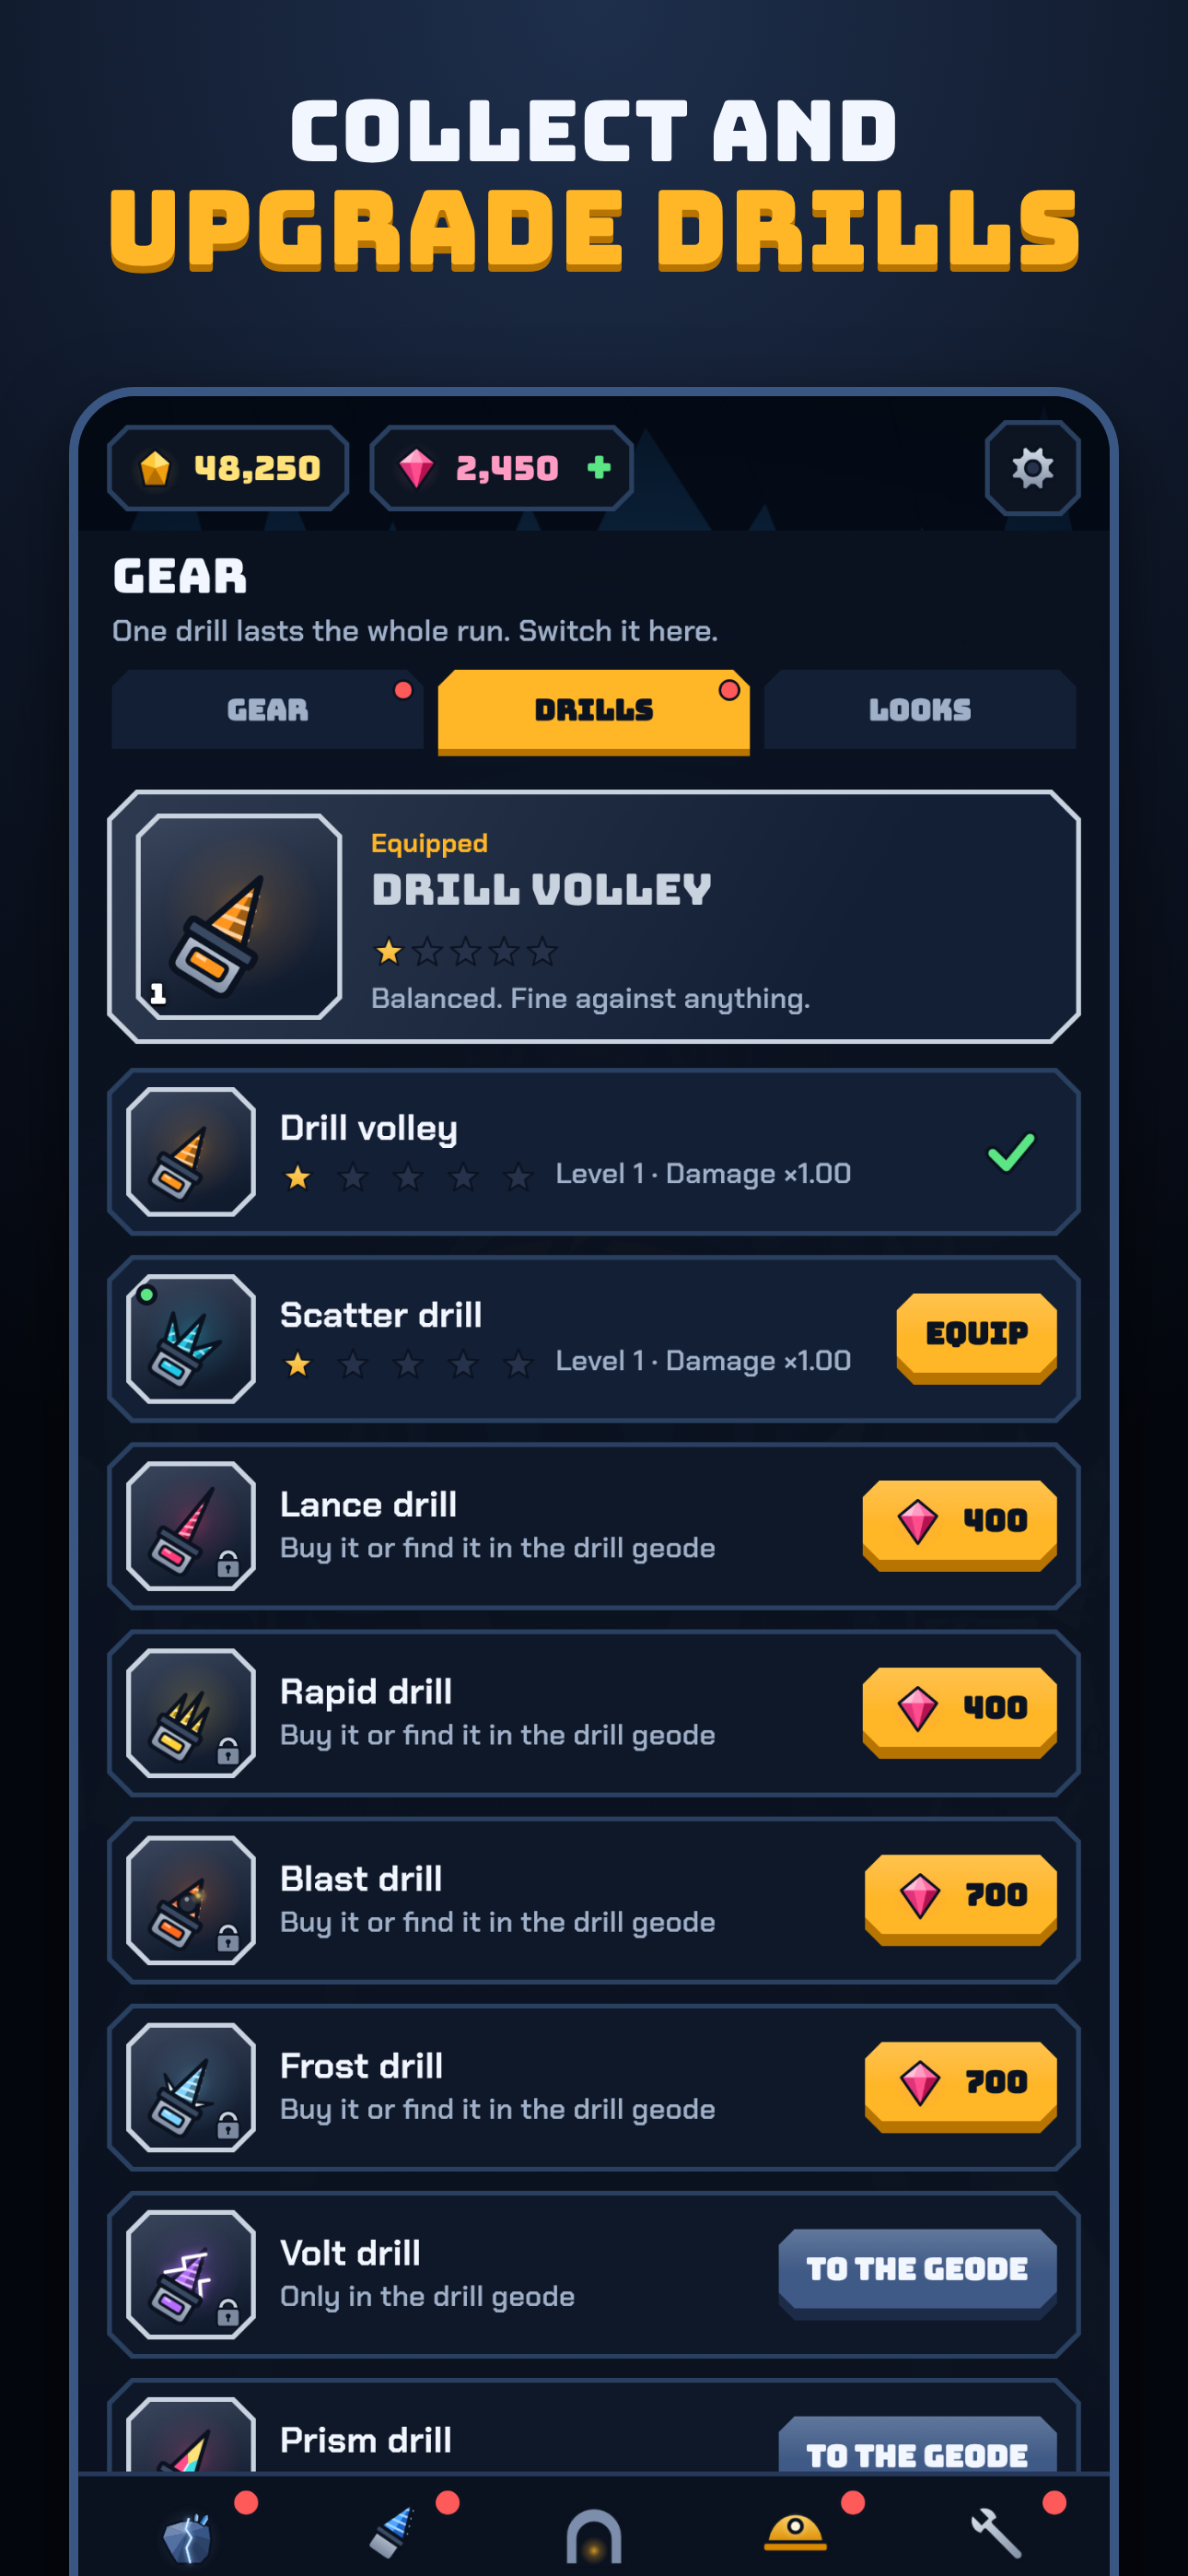 COLLECT AND
UPGRADE DRILLS
48,250
2,450 +
GEAR
One drill lasts the whole run. Switch it here.
GEAR
DRILLS
LOOKS
Equipped
DRILL VOLLEY
1
Balanced. Fine against anything.
Drill volley
Level 1 · Damage ×1.00
Scatter drill
Level 1 · Damage ×1.00
EQUIP
Lance drill
Buy it or find it in the drill geode
400
Rapid drill
Buy it or find it in the drill geode
400
Blast drill
Buy it or find it in the drill geode
700
Frost drill
Buy it or find it in the drill geode
700
Volt drill
Only in the drill geode
TO THE GEODE
Prism drill
TO THE GEODE